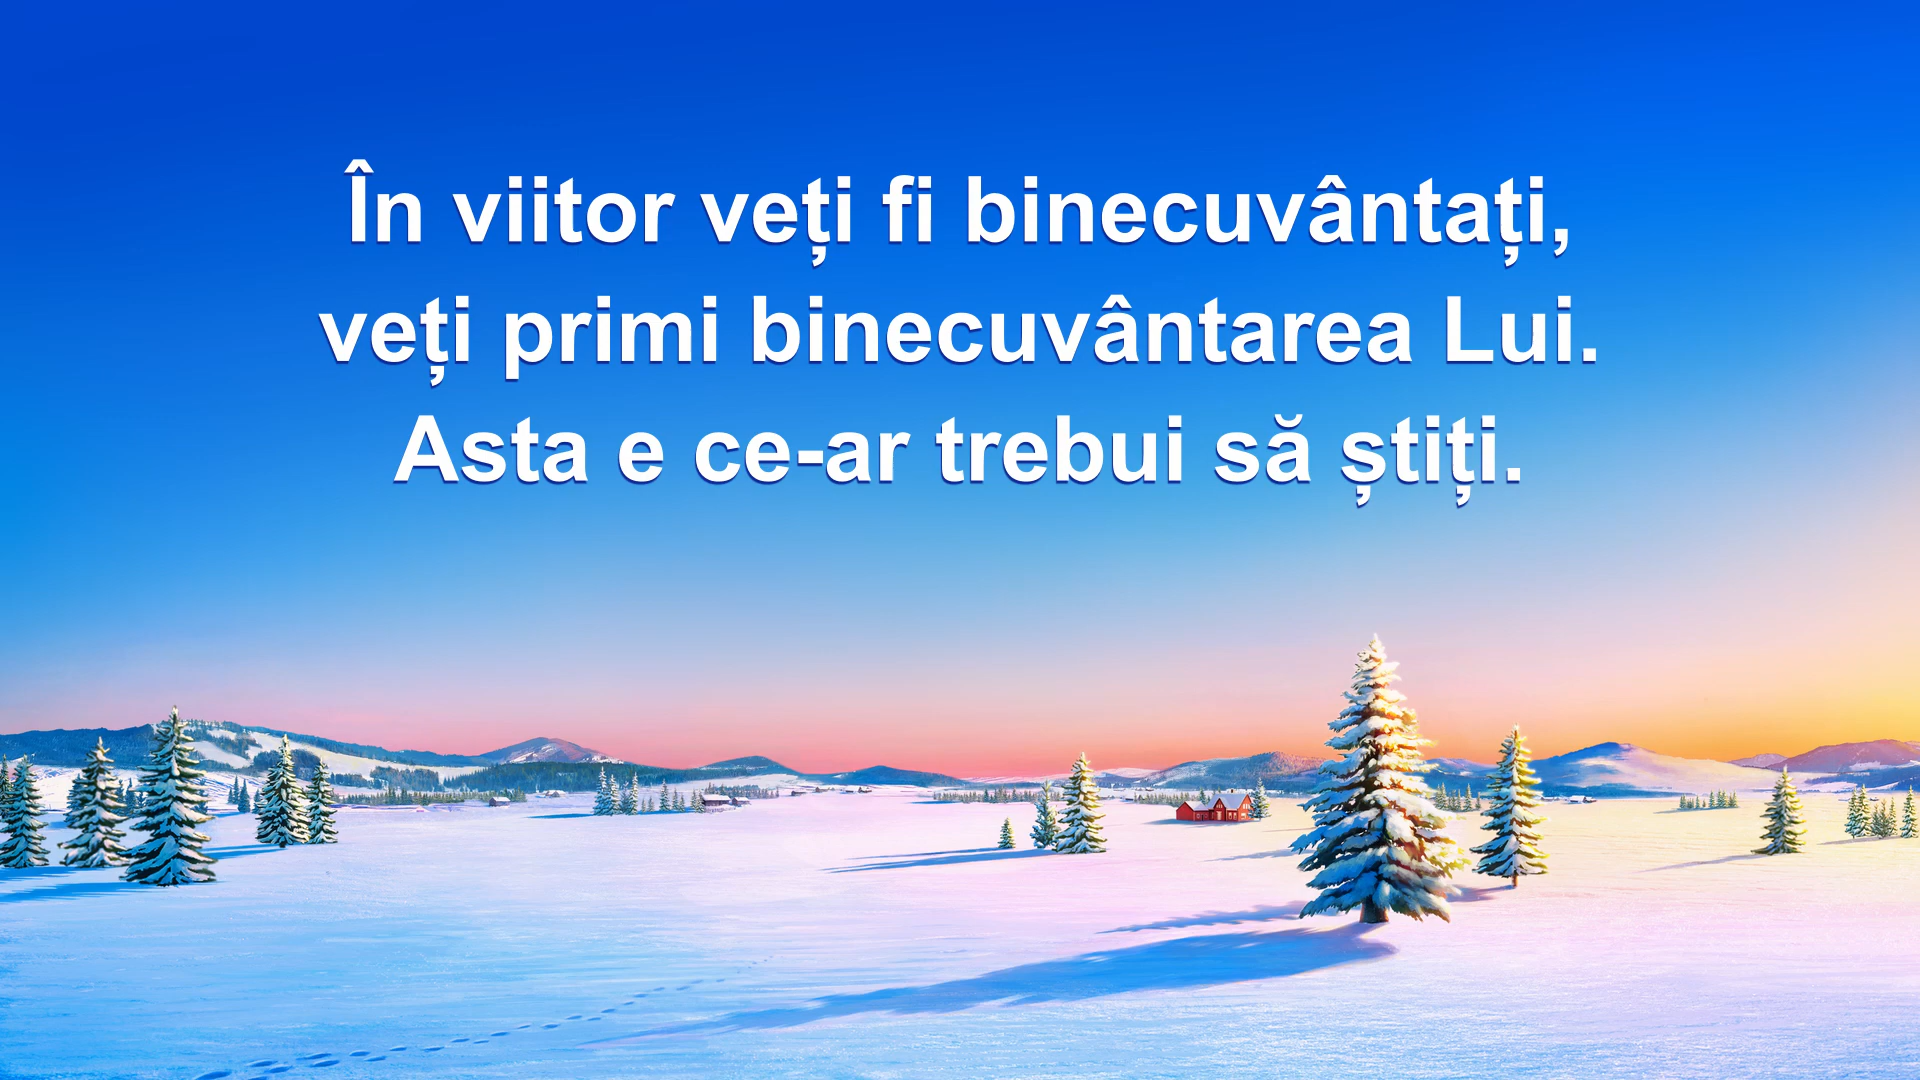 În viitor veți fi binecuvântați,
veți primi binecuvântarea Lui.
Asta e ce-ar trebui să știți.